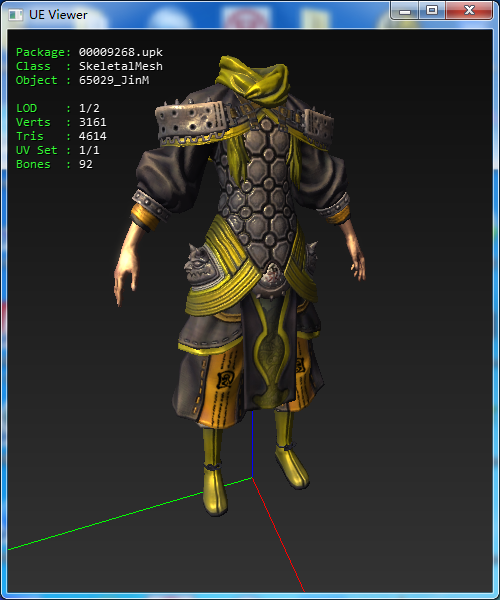 UE Viewer
Package: 00009268.upk
Class  : SkeletalMesh
Object : 65029_JinM
LOD    : 1/2
Verts  : 3161
Tris   : 4614
UV Set : 1/1
Bones  : 92